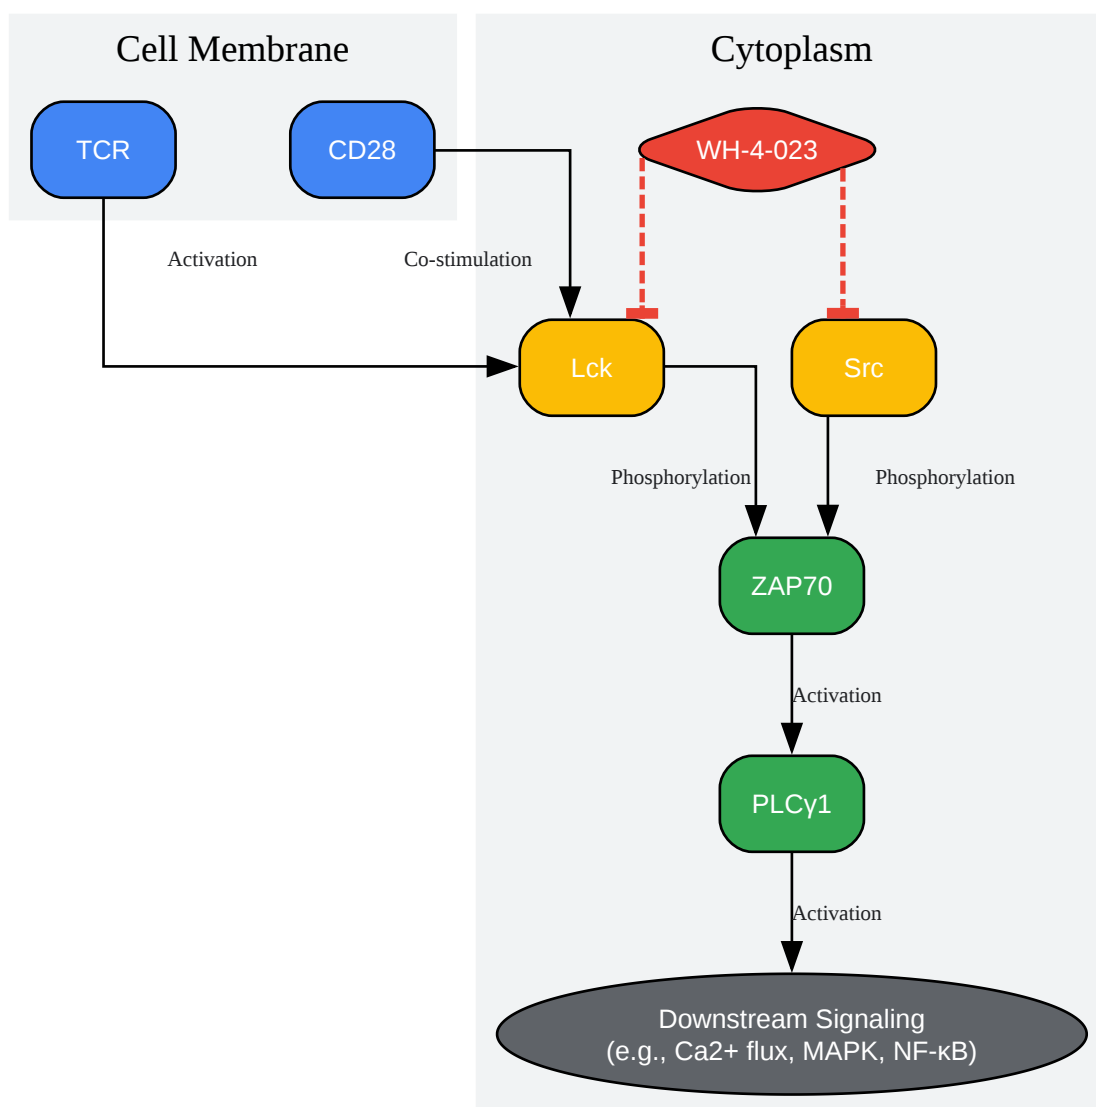 Cell Membrane
Cytoplasm
TCR
CD28
WH-4-023
Activation
Co-stimulation
Lck
Src
Phosphorylation
Phosphorylation
ZAP70
Activation
PLCγ1
Activation
Downstream Signaling
(e.g., Ca2+ flux, MAPK, NF-κB)